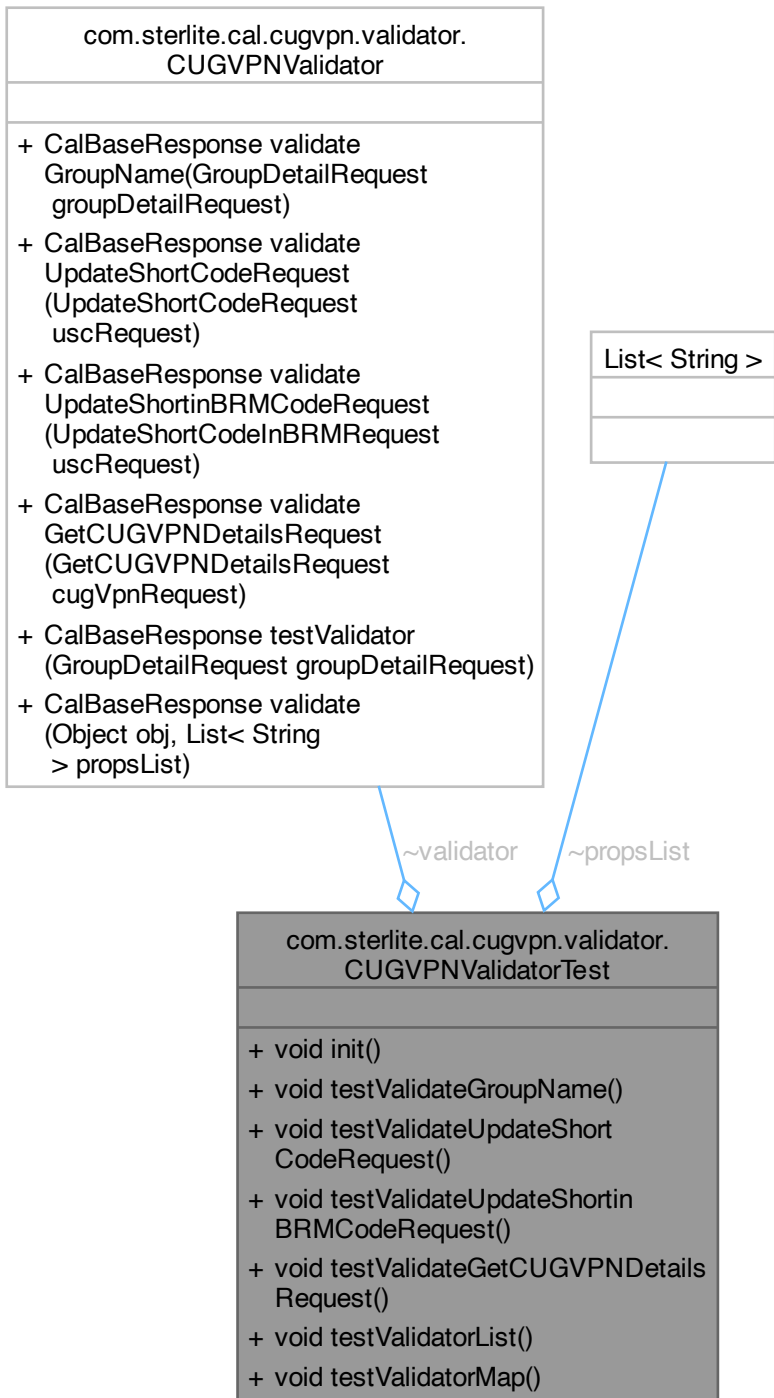 com.sterlite.cal.cugvpn.validator.
CUGVPNValidator
+ CalBaseResponse validate
GroupName(GroupDetailRequest
groupDetailRequest)
+ CalBaseResponse validate
UpdateShortCodeRequest
(UpdateShortCodeRequest
uscRequest)
+ CalBaseResponse validate
UpdateShortinBRMCodeRequest
(UpdateShortCodeInBRMRequest
uscRequest)
+ CalBaseResponse validate
GetCUGVPNDetailsRequest
(GetCUGVPNDetailsRequest
cugVpnRequest)
+ CalBaseResponse testValidator
(GroupDetailRequest groupDetailRequest)
+ CalBaseResponse validate
(Object obj, List< String
> propsList)
List< String >
~validator
~propsList
com.sterlite.cal.cugvpn.validator.
CUGVPNValidatorTest
+ void init()
+ void testValidateGroupName()
+ void testValidateUpdateShort
CodeRequest()
+ void testValidateUpdateShortin
BRMCodeRequest()
+ void testValidateGetCUGVPNDetails
Request()
+ void testValidatorList()
+ void testValidatorMap()